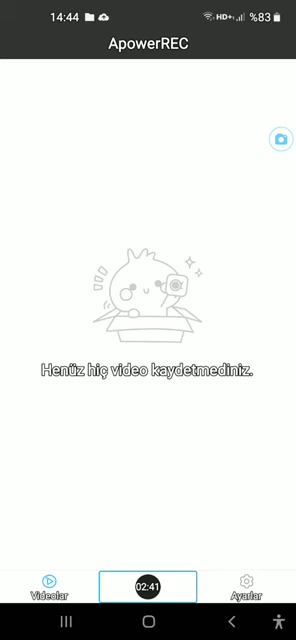 14:44 HD+ %83
ApowerREC
Henüz hiç video kaydetmediniz.
02:41
Videolar Ayarlar